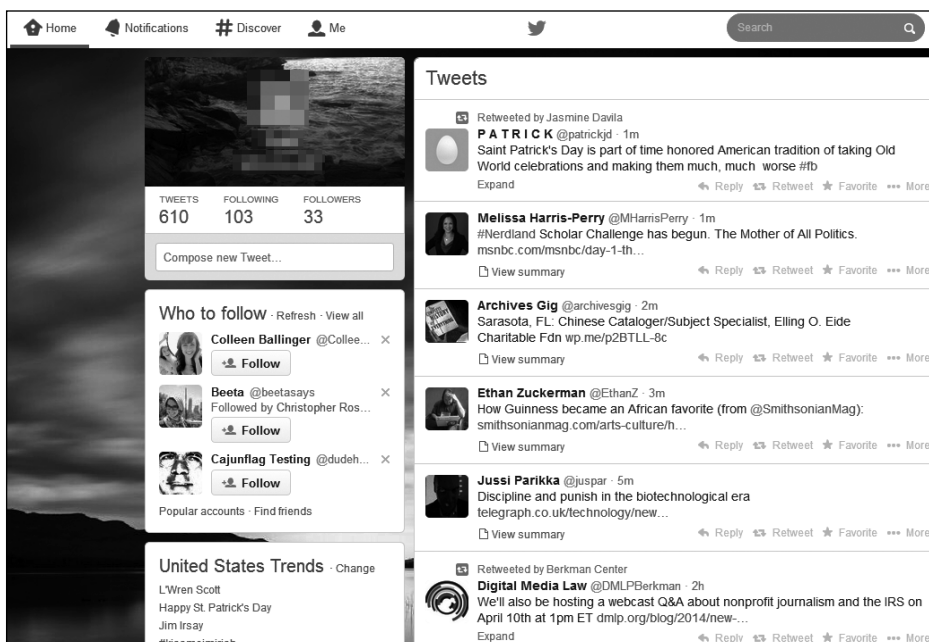 Home Notifications Discover Me Search
TWEETS FOLLOWING FOLLOWERS
610 103 33
Compose new Tweet...
Who to follow · Refresh · View all
Colleen Ballinger @Collee... ×
Follow
Beeta @beetasays ×
Followed by Christopher Ros...
Follow
Cajunflag Testing @dudeh... ×
Follow
Popular accounts · Find friends
United States Trends · Change
L'Wren Scott
Happy St. Patrick's Day
Jim Irsay
Tweets
Retweeted by Jasmine Davila
P A T R I C K @patrickjd · 1m
Saint Patrick's Day is part of time honored American tradition of taking Old
World celebrations and making them much, much worse #fb
Expand Reply Retweet Favorite More
Melissa Harris-Perry @MHarrisPerry · 1m
#Nerdland Scholar Challenge has begun. The Mother of All Politics.
msnbc.com/msnbc/day-1-th...
View summary Reply Retweet Favorite More
Archives Gig @archivesgig · 2m
Sarasota, FL: Chinese Cataloger/Subject Specialist, Elling O. Eide
Charitable Fdn wp.me/p2BTLL-8c
View summary Reply Retweet Favorite More
Ethan Zuckerman @EthanZ · 3m
How Guinness became an African favorite (from @SmithsonianMag):
smithsonianmag.com/arts-culture/h...
View summary Reply Retweet Favorite More
Jussi Parikka @juspar · 5m
Discipline and punish in the biotechnological era
telegraph.co.uk/technology/new...
View summary Reply Retweet Favorite More
Retweeted by Berkman Center
Digital Media Law @DMLPBerkman · 2h
We'll also be hosting a webcast Q&A about nonprofit journalism and the IRS on
April 10th at 1pm ET dmlp.org/blog/2014/new-...
Expand Reply Retweet Favorite More